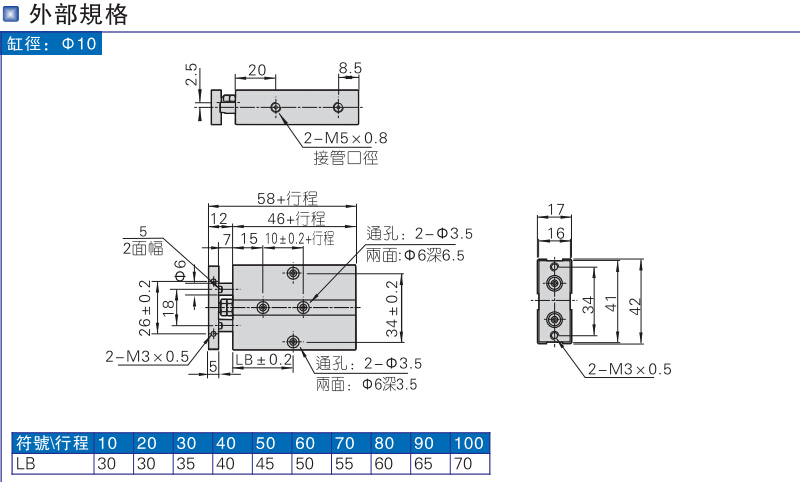 外部規格
缸徑：Φ10
2.5
20
8.5
2-M5×0.8
接管口徑
58+行程
12
46+行程
5
2面幅
7
15
10±0.2+行程
通孔：2-Φ3.5
兩面:Φ6深6.5
Φ6
26±0.2
18
34±0.2
2-M3×0.5
5
LB±0.2
通孔：2-Φ3.5
兩面：Φ6深3.5
17
16
34
41
42
2-M3×0.5
符號\行程 10 20 30 40 50 60 70 80 90 100
LB 30 30 35 40 45 50 55 60 65 70